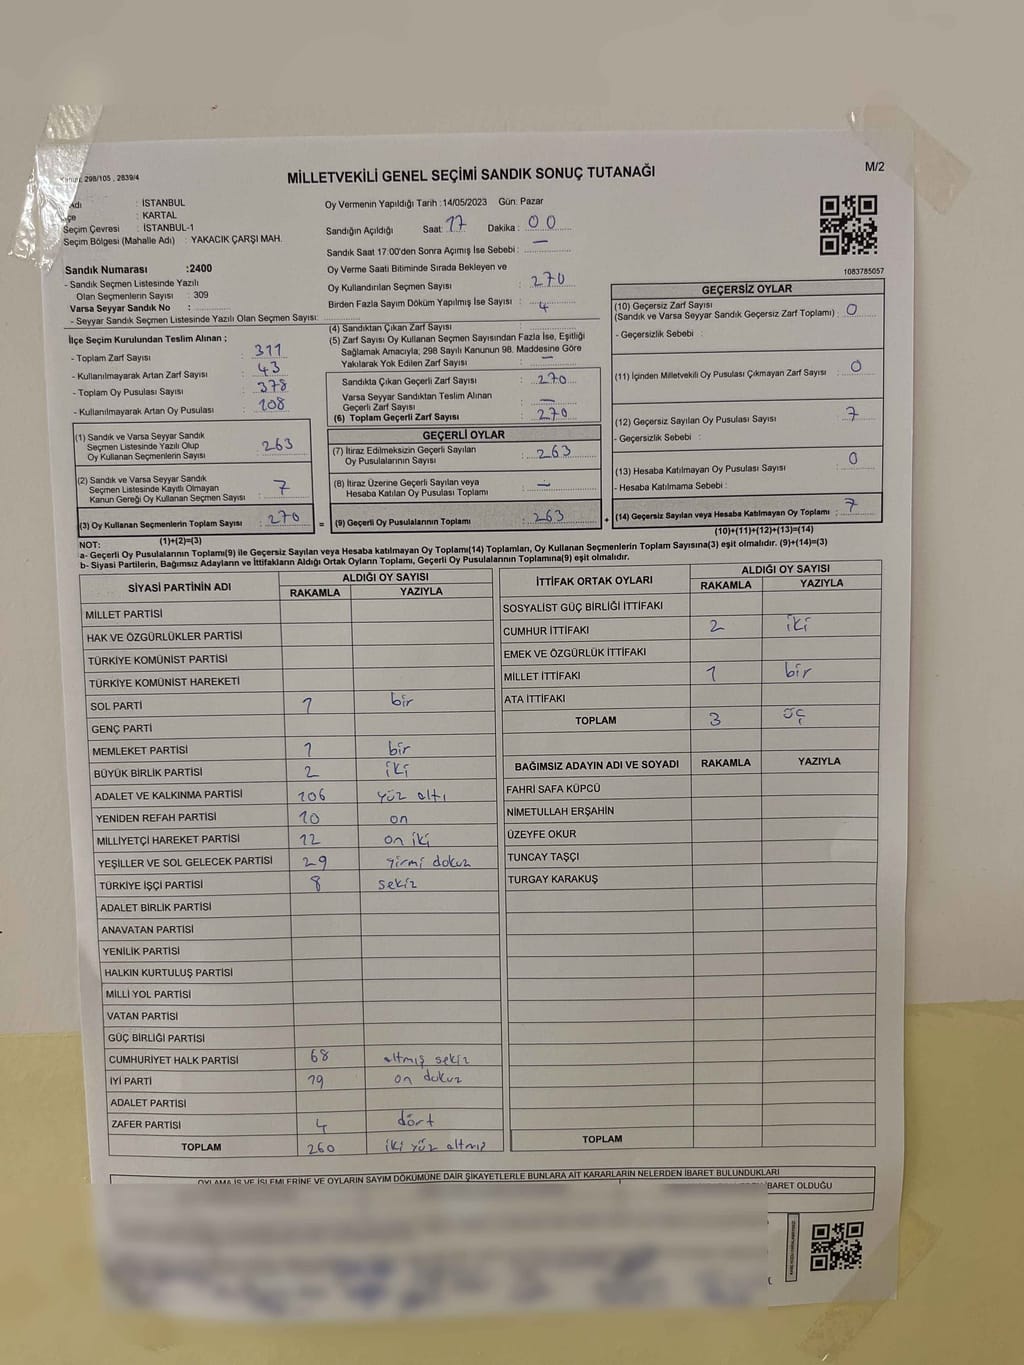 Kanun: 298/105 , 2839/4
MİLLETVEKİLİ GENEL SEÇİMİ SANDIK SONUÇ TUTANAĞI
M/2
Adı : İSTANBUL
İlçe : KARTAL
Seçim Çevresi : İSTANBUL-1
Seçim Bölgesi (Mahalle Adı) : YAKACIK ÇARŞI MAH.
Sandık Numarası :2400
- Sandık Seçmen Listesinde Yazılı
Olan Seçmenlerin Sayısı : 309
Varsa Seyyar Sandık No :
- Seyyar Sandık Seçmen Listesinde Yazılı Olan Seçmen Sayısı:
Oy Vermenin Yapıldığı Tarih :14/05/2023 Gün: Pazar
Sandığın Açıldığı Saat: 17 Dakika : 00
Sandık Saat 17:00'den Sonra Açımış İse Sebebi : —
Oy Verme Saati Bitiminde Sırada Bekleyen ve
Oy Kullandırılan Seçmen Sayısı : 270
Birden Fazla Sayım Döküm Yapılmış İse Sayısı : 4
1083785057
İlçe Seçim Kurulundan Teslim Alınan ;
- Toplam Zarf Sayısı : 311
- Kullanılmayarak Artan Zarf Sayısı : 43
- Toplam Oy Pusulası Sayısı : 378
- Kullanılmayarak Artan Oy Pusulası : 108
(1) Sandık ve Varsa Seyyar Sandık
Seçmen Listesinde Yazılı Olup
Oy Kullanan Seçmenlerin Sayısı : 263
(2) Sandık ve Varsa Seyyar Sandık
Seçmen Listesinde Kayıtlı Olmayan
Kanun Gereği Oy Kullanan Seçmen Sayısı : 7
(3) Oy Kullanan Seçmenlerin Toplam Sayısı : 270
(1)+(2)=(3)
(4) Sandıktan Çıkan Zarf Sayısı :
(5) Zarf Sayısı Oy Kullanan Seçmen Sayısından Fazla İse, Eşitliği
Sağlamak Amacıyla; 298 Sayılı Kanunun 98. Maddesine Göre
Yakılarak Yok Edilen Zarf Sayısı : —
Sandıkta Çıkan Geçerli Zarf Sayısı : 270
Varsa Seyyar Sandıktan Teslim Alınan
Geçerli Zarf Sayısı : —
(6) Toplam Geçerli Zarf Sayısı : 270
GEÇERLİ OYLAR
(7) İtiraz Edilmeksizin Geçerli Sayılan
Oy Pusulalarının Sayısı : 263
(8) İtiraz Üzerine Geçerli Sayılan veya
Hesaba Katılan Oy Pusulası Toplamı : —
= (9) Geçerli Oy Pusulalarının Toplamı : 263 +
GEÇERSİZ OYLAR
(10) Geçersiz Zarf Sayısı
(Sandık ve Varsa Seyyar Sandık Geçersiz Zarf Toplamı) : 0
- Geçersizlik Sebebi :
(11) İçinden Milletvekili Oy Pusulası Çıkmayan Zarf Sayısı : 0
(12) Geçersiz Sayılan Oy Pusulası Sayısı : 7
- Geçersizlik Sebebi :
(13) Hesaba Katılmayan Oy Pusulası Sayısı : 0
- Hesaba Katılmama Sebebi :
(14) Geçersiz Sayılan veya Hesaba Katılmayan Oy Toplamı : 7
(10)+(11)+(12)+(13)=(14)
NOT:
a- Geçerli Oy Pusulalarının Toplamı(9) ile Geçersiz Sayılan veya Hesaba katılmayan Oy Toplamı(14) Toplamları, Oy Kullanan Seçmenlerin Toplam Sayısına(3) eşit olmalıdır. (9)+(14)=(3)
b- Siyasi Partilerin, Bağımsız Adayların ve İttifakların Aldığı Oyların Toplamı, Geçerli Oy Pusulalarının Toplamına(9) eşit olmalıdır.
SİYASİ PARTİNİN ADI ALDIĞI OY SAYISI
RAKAMLA YAZIYLA
MİLLET PARTİSİ
HAK VE ÖZGÜRLÜKLER PARTİSİ
TÜRKİYE KOMÜNİST PARTİSİ
TÜRKİYE KOMÜNİST HAREKETİ
SOL PARTİ 1 bir
GENÇ PARTİ
MEMLEKET PARTİSİ 1 bir
BÜYÜK BİRLİK PARTİSİ 2 iki
ADALET VE KALKINMA PARTİSİ 106 yüz altı
YENİDEN REFAH PARTİSİ 10 on
MİLLİYETÇİ HAREKET PARTİSİ 12 on iki
YEŞİLLER VE SOL GELECEK PARTİSİ 29 yirmi dokuz
TÜRKİYE İŞÇİ PARTİSİ 8 sekiz
ADALET BİRLİK PARTİSİ
ANAVATAN PARTİSİ
YENİLİK PARTİSİ
HALKIN KURTULUŞ PARTİSİ
MİLLİ YOL PARTİSİ
VATAN PARTİSİ
GÜÇ BİRLİĞİ PARTİSİ
CUMHURİYET HALK PARTİSİ 68 altmış sekiz
İYİ PARTİ 19 on dokuz
ADALET PARTİSİ
ZAFER PARTİSİ 4 dört
TOPLAM 260 iki yüz altmış
İTTİFAK ORTAK OYLARI ALDIĞI OY SAYISI
RAKAMLA YAZIYLA
SOSYALİST GÜÇ BİRLİĞİ İTTİFAKI
CUMHUR İTTİFAKI 2 iki
EMEK VE ÖZGÜRLÜK İTTİFAKI
MİLLET İTTİFAKI 1 bir
ATA İTTİFAKI
TOPLAM 3 üç
BAĞIMSIZ ADAYIN ADI VE SOYADI RAKAMLA YAZIYLA
FAHRİ SAFA KÜPCÜ
NİMETULLAH ERŞAHİN
ÜZEYFE OKUR
TUNCAY TAŞÇI
TURGAY KARAKUŞ
TOPLAM
OYLAMA İŞ VE İŞLEMLERİNE VE OYLARIN SAYIM DÖKÜMÜNE DAİR ŞİKAYETLERLE BUNLARA AİT KARARLARIN NELERDEN İBARET BULUNDUKLARI
İBARET OLDUĞU